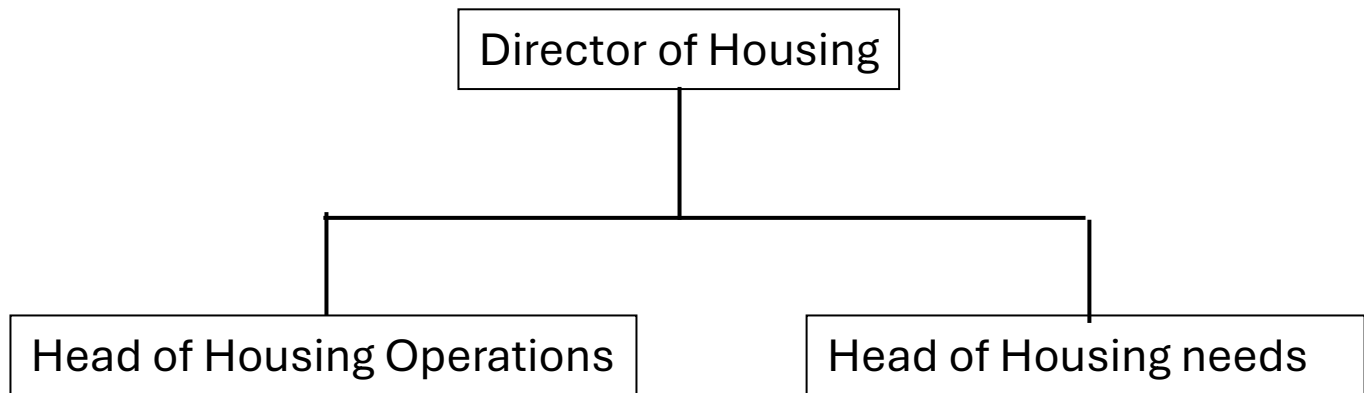 Director of Housing
Head of Housing Operations
Head of Housing needs